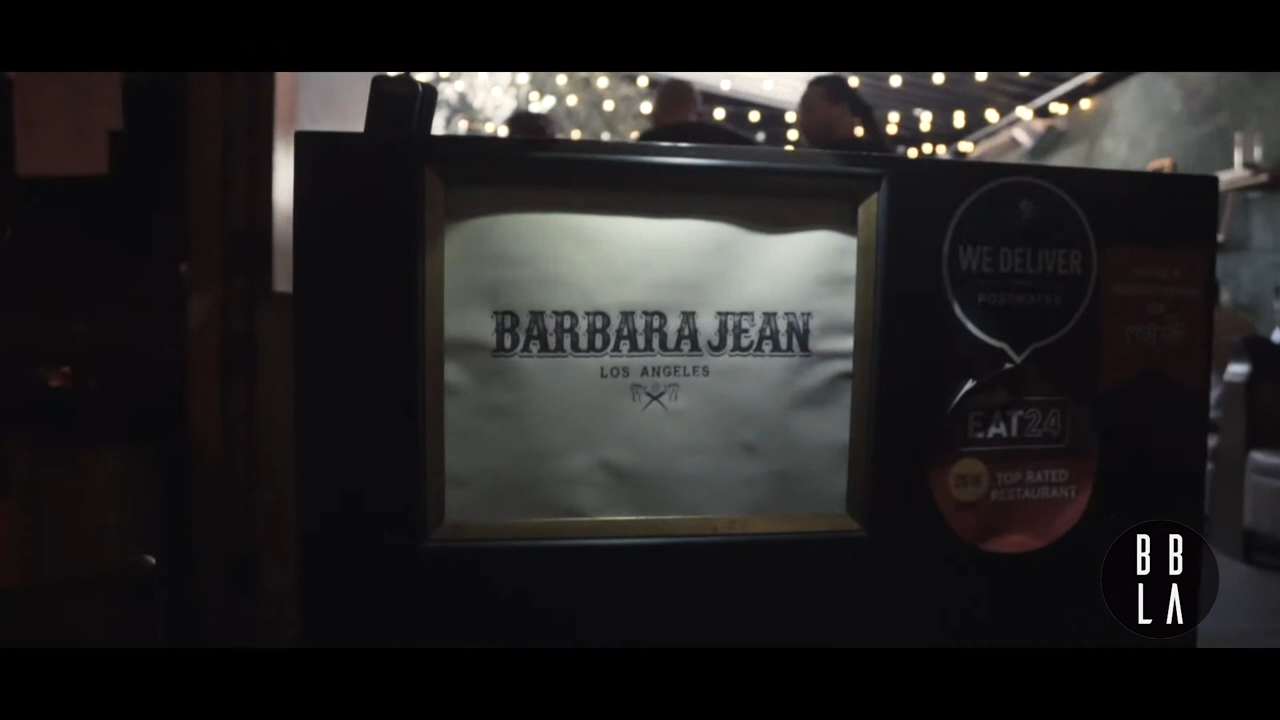 BARBARA JEAN
LOS ANGELES
WE DELIVER
POSTMATES
EAT24
TOP RATED
RESTAURANT
B B
L A